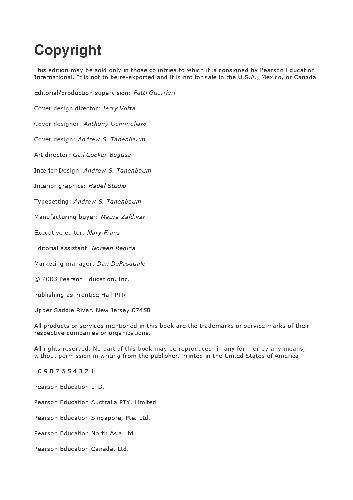 Copyright
This edition may be sold only in those countries to which it is consigned by Pearson Education
International. It is not to be re-exported and it is not for sale in the U.S.A., Mexico, or Canada.
Editorial/production supervision: Patti Guerrieri
Cover design director: Jerry Votta
Cover designer: Anthony Gemmellaro
Cover design: Andrew S. Tanenbaum
Art director: Gail Cocker-Bogusz
Interior Design: Andrew S. Tanenbaum
Interior graphics: Hadel Studio
Typesetting: Andrew S. Tanenbaum
Manufacturing buyer: Maura Zaldivar
Executive editor: Mary Franz
Editorial assistant: Noreen Regina
Marketing manager: Dan DePasquale
© 2003 Pearson Education, Inc.
Publishing as Prentice Hall PTR
Upper Saddle River, New Jersey 07458
All products or services mentioned in this book are the trademarks or service marks of their
respective companies or organizations.
All rights reserved. No part of this book may be reproduced, in any form or by any means,
without permission in writing from the publisher. Printed in the United States of America
10 9 8 7 6 5 4 3 2 1
Pearson Education LTD.
Pearson Education Australia PTY, Limited
Pearson Education Singapore, Pte. Ltd.
Pearson Education North Asia Ltd.
Pearson Education Canada, Ltd.